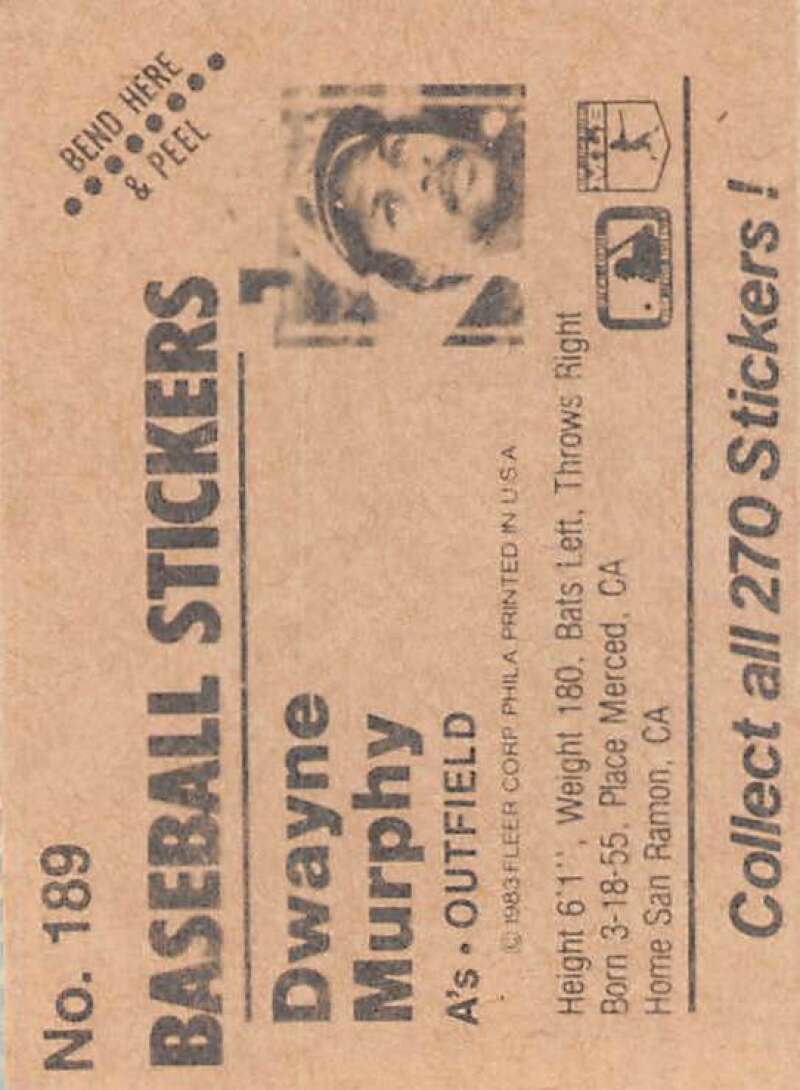 No. 189
BEND HERE
& PEEL
BASEBALL STICKERS
Dwayne
Murphy
A's • OUTFIELD
© 1983 FLEER CORP. PHILA. PRINTED IN U.S.A.
Height 6'1'', Weight 180, Bats Left, Throws Right
Born 3-18-55, Place Merced, CA
Home San Ramon, CA
Collect all 270 Stickers!